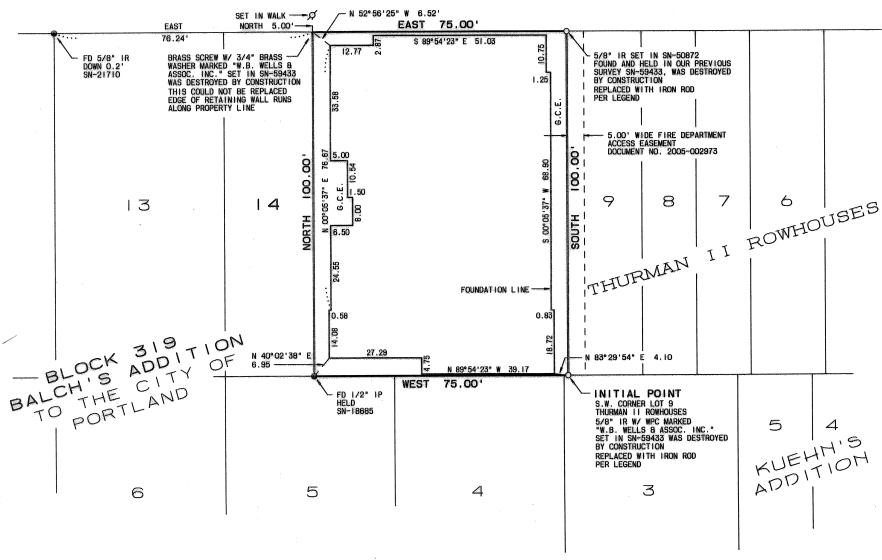 SET IN WALK
N 52°56'25" W 6.52'
EAST
NORTH 5.00'
EAST 75.00'
76.24'
12.77
2.87
S 89°54'23" E 51.03
10.75
FD 5/8" IR
DOWN 0.2'
SN-21710
BRASS SCREW W/ 3/4" BRASS
WASHER MARKED "W.B. WELLS &
ASSOC. INC." SET IN SN-59433
WAS DESTROYED BY CONSTRUCTION
THIS COULD NOT BE REPLACED
EDGE OF RETAINING WALL RUNS
ALONG PROPERTY LINE
5/8" IR SET IN SN-50872
FOUND AND HELD IN OUR PREVIOUS
SURVEY SN-59433, WAS DESTROYED
BY CONSTRUCTION
REPLACED WITH IRON ROD
PER LEGEND
1.25
33.58
G.C.E.
5.00' WIDE FIRE DEPARTMENT
ACCESS EASEMENT
DOCUMENT NO. 2005-002973
5.00
N 00°05'37" E 76.67
10.54
1.50
G.C.E.
8.00
6.50
S 00°05'37" W 68.90
NORTH 100.00'
SOUTH 100.00'
13
14
9
8
7
6
THURMAN II ROWHOUSES
24.55
FOUNDATION LINE
0.58
0.83
14.08
18.72
N 40°02'38" E
6.95
27.29
4.75
N 89°54'23" W 39.17
N 83°29'54" E 4.10
WEST 75.00'
BLOCK 319
BALCH'S ADDITION
TO THE CITY OF
PORTLAND
FD 1/2" IP
HELD
SN-18685
INITIAL POINT
S.W. CORNER LOT 9
THURMAN II ROWHOUSES
5/8" IR W/ WPC MARKED
"W.B. WELLS & ASSOC. INC."
SET IN SN-59433 WAS DESTROYED
BY CONSTRUCTION
REPLACED WITH IRON ROD
PER LEGEND
5
4
KUEHN'S
ADDITION
6
5
4
3